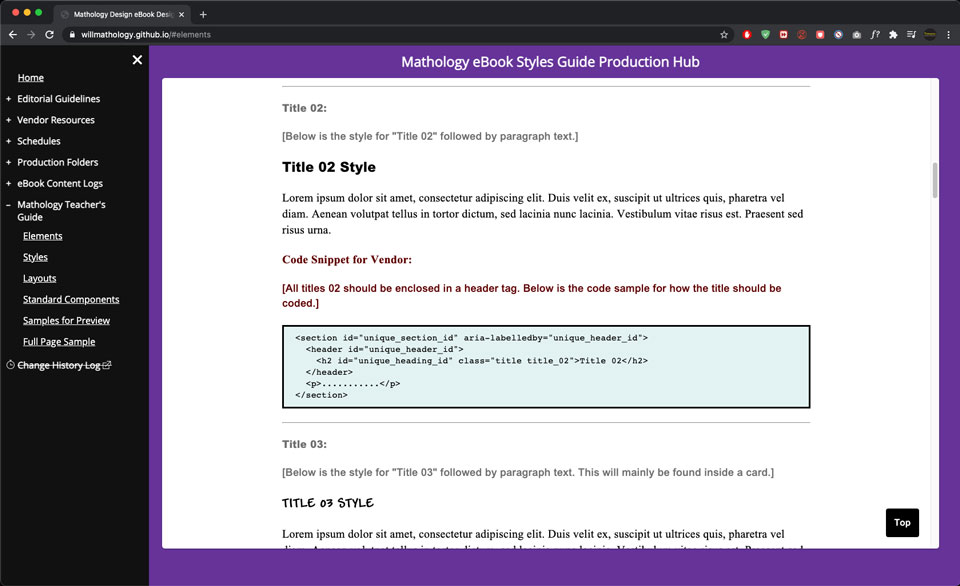 Mathology Design eBook Desi
willmathology.github.io/#elements
Mathology eBook Styles Guide Production Hub
Home
+ Editorial Guidelines
+ Vendor Resources
+ Schedules
+ Production Folders
+ eBook Content Logs
– Mathology Teacher's
Guide
Elements
Styles
Layouts
Standard Components
Samples for Preview
Full Page Sample
Change History Log
Title 02:
[Below is the style for "Title 02" followed by paragraph text.]
Title 02 Style
Lorem ipsum dolor sit amet, consectetur adipiscing elit. Duis velit ex, suscipit ut ultrices quis, pharetra vel
diam. Aenean volutpat tellus in tortor dictum, sed lacinia nunc lacinia. Vestibulum vitae risus est. Praesent sed
risus urna.
Code Snippet for Vendor:
[All titles 02 should be enclosed in a header tag. Below is the code sample for how the title should be
coded.]
<section id="unique_section_id" aria-labelledby="unique_header_id">
<header id="unique_header_id">
<h2 id="unique_heading_id" class="title title_02">Title 02</h2>
</header>
<p>...........</p>
</section>
Title 03:
[Below is the style for "Title 03" followed by paragraph text. This will mainly be found inside a card.]
TITLE 03 STYLE
Lorem ipsum dolor sit amet, consectetur adipiscing elit. Duis velit ex, suscipit ut ultrices quis, pharetra vel
Top